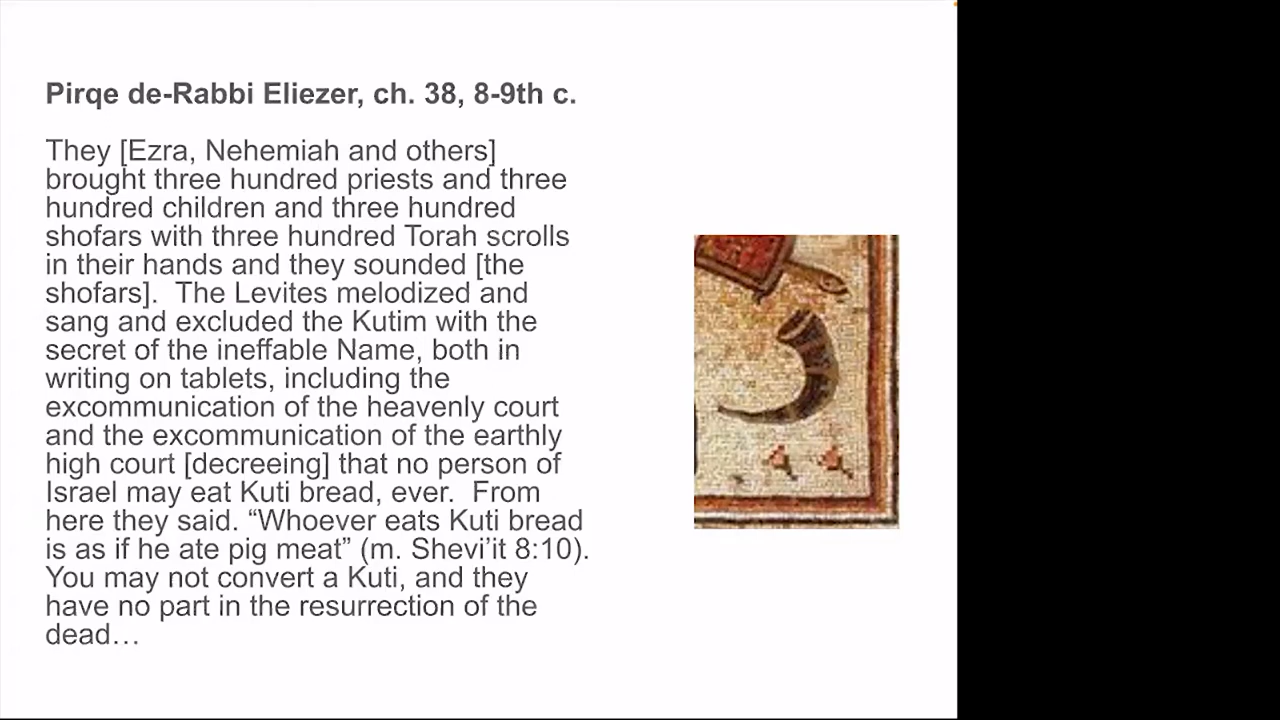 Pirqe de-Rabbi Eliezer, ch. 38, 8-9th c.
They [Ezra, Nehemiah and others]
brought three hundred priests and three
hundred children and three hundred
shofars with three hundred Torah scrolls
in their hands and they sounded [the
shofars].  The Levites melodized and
sang and excluded the Kutim with the
secret of the ineffable Name, both in
writing on tablets, including the
excommunication of the heavenly court
and the excommunication of the earthly
high court [decreeing] that no person of
Israel may eat Kuti bread, ever.  From
here they said. “Whoever eats Kuti bread
is as if he ate pig meat” (m. Shevi’it 8:10).
You may not convert a Kuti, and they
have no part in the resurrection of the
dead…